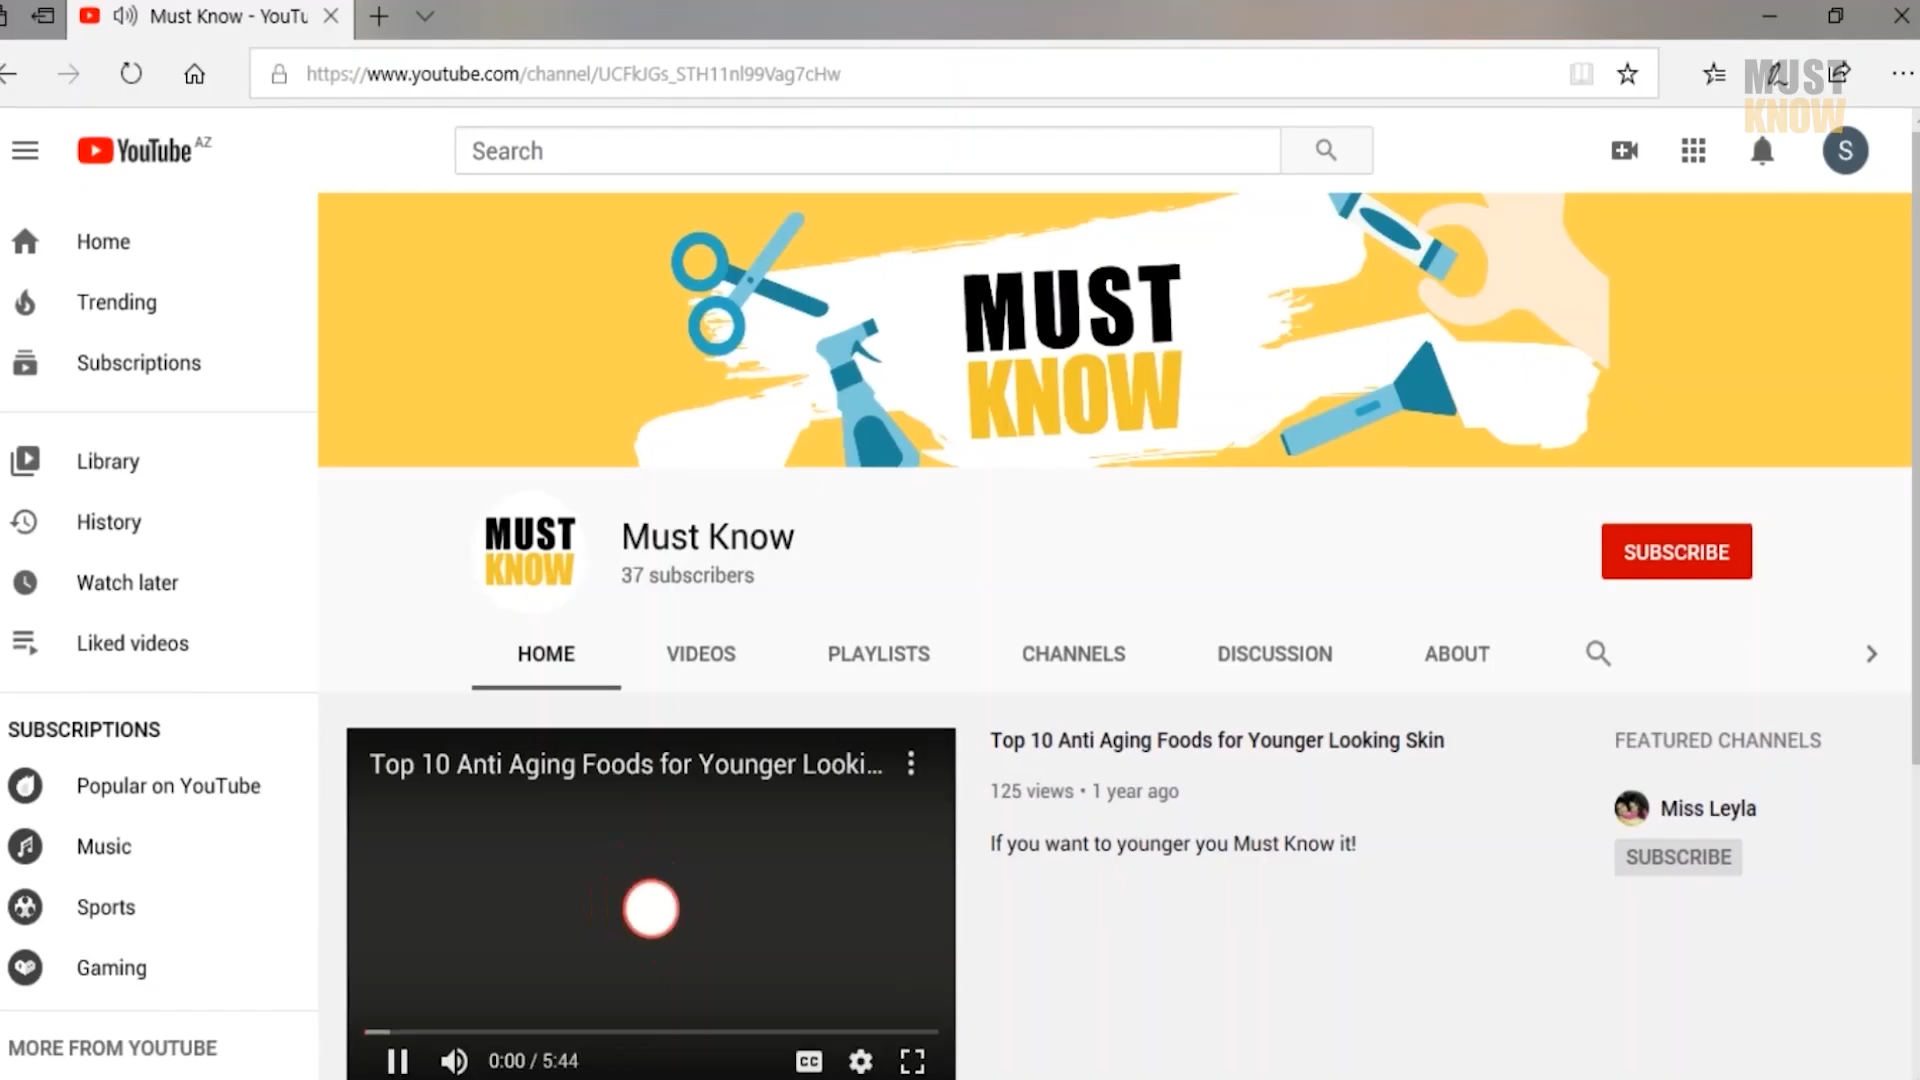 Must Know - YouTu
https://www.youtube.com/channel/UCFkJGs_STH11nl99Vag7cHw
MUST
KNOW
YouTube AZ
Search
S
Home
Trending
Subscriptions
Library
History
Watch later
Liked videos
SUBSCRIPTIONS
Popular on YouTube
Music
Sports
Gaming
MORE FROM YOUTUBE
MUST
KNOW
MUST
KNOW
Must Know
37 subscribers
SUBSCRIBE
HOME VIDEOS PLAYLISTS CHANNELS DISCUSSION ABOUT
Top 10 Anti Aging Foods for Younger Looki...
0:00 / 5:44
CC
Top 10 Anti Aging Foods for Younger Looking Skin
125 views • 1 year ago
If you want to younger you Must Know it!
FEATURED CHANNELS
Miss Leyla
SUBSCRIBE